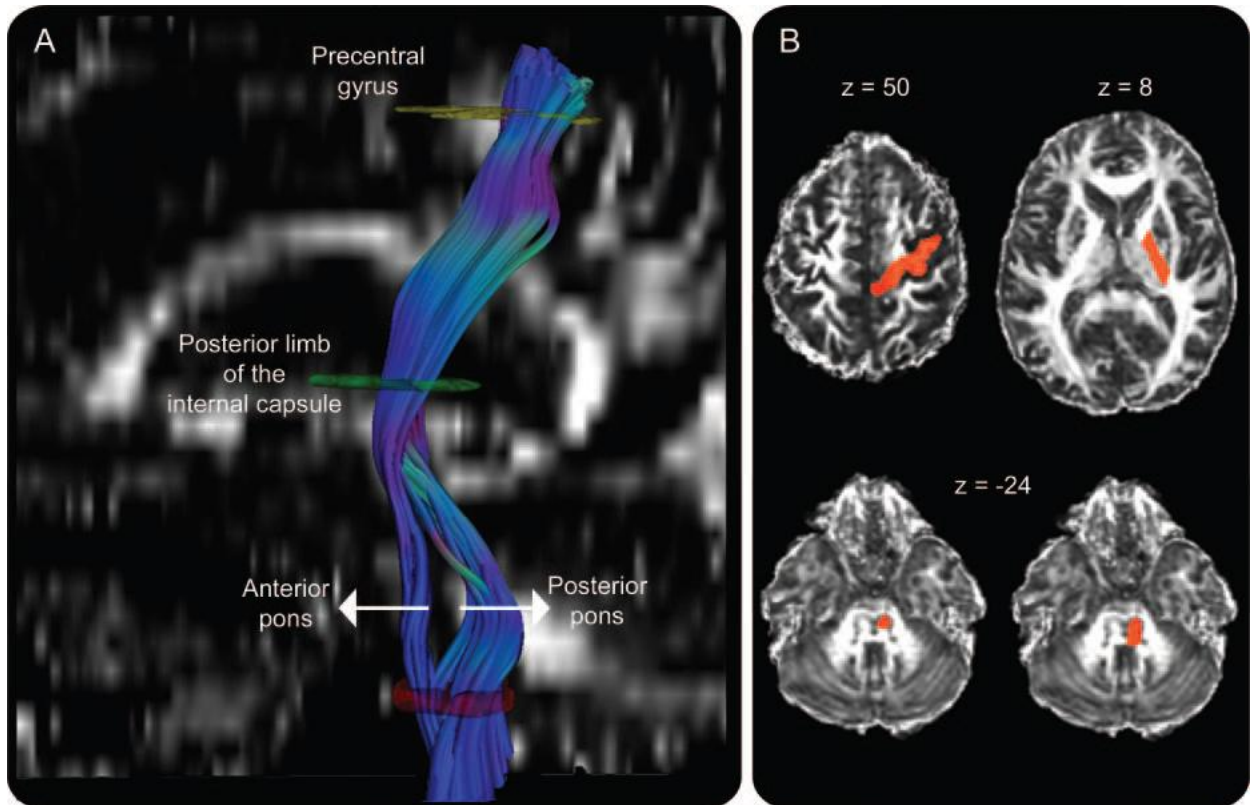 A
Precentral
gyrus
Posterior limb
of the
internal capsule
Anterior
pons
Posterior
pons
B
z = 50
z = 8
z = -24